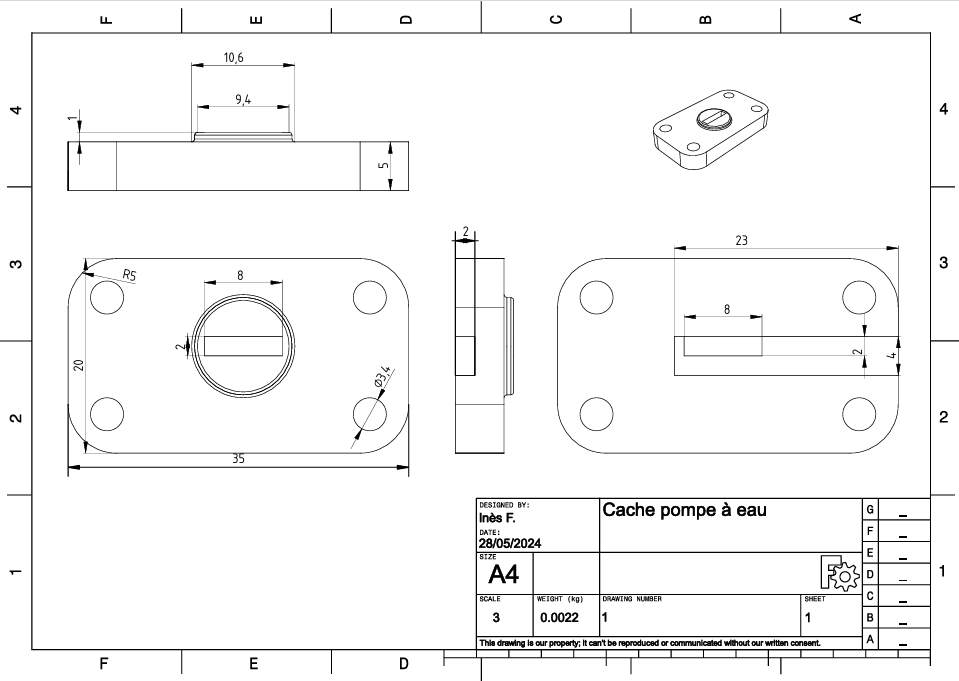 F E D C B A
4 4
10,6
9,4
1
5
3 3
2
23
R5
8
8
2
2
4
20
Ø3,4
2 2
35
DESIGNED BY:
Inès F.
DATE:
28/05/2024
SIZE
A4
Cache pompe à eau
G _
F _
E _
D _
C _
B _
A _
SCALE
3
WEIGHT (kg)
0.0022
DRAWING NUMBER
1
SHEET
1
This drawing is our property; it can't be reproduced or communicated without our written consent.
1 1
F E D